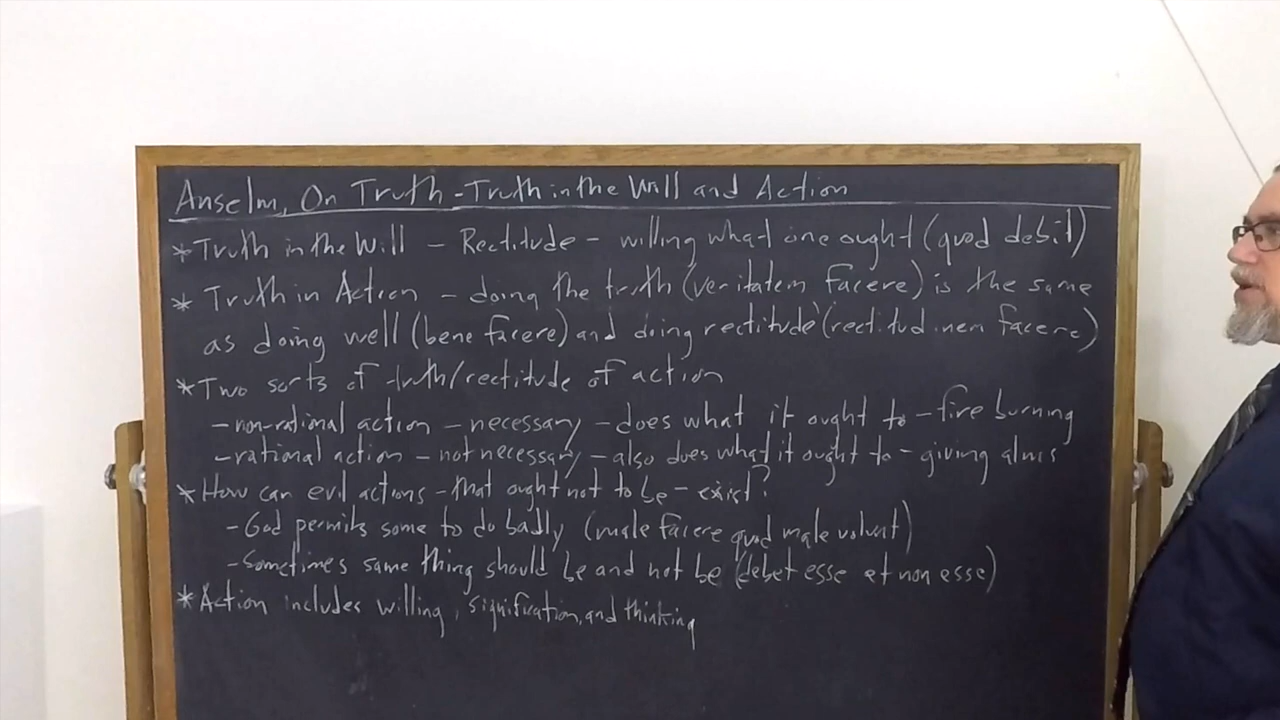 Anselm, On Truth - Truth in the Will and Action
* Truth in the Will - Rectitude - willing what one ought (quod debit)
* Truth in Action - doing the truth (veritatem facere) is the same
as doing well (bene facere) and doing rectitude (rectitudinem facere)
* Two sorts of truth/rectitude of action
- non-rational action - necessary - does what it ought to - fire burning
- rational action - not necessary - also does what it ought to - giving alms
* How can evil actions - that ought not to be - exist?
- God permits some to do badly (male facere quod male volunt)
- Sometimes same thing should be and not be (debet esse et non esse)
* Action includes willing, signification, and thinking